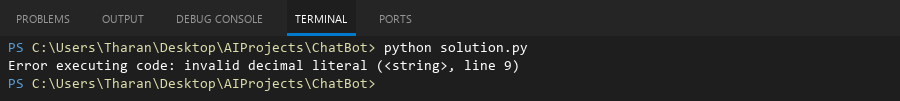 PROBLEMS OUTPUT DEBUG CONSOLE TERMINAL PORTS
PS C:\Users\Tharan\Desktop\AIProjects\ChatBot> python solution.py
Error executing code: invalid decimal literal (<string>, line 9)
PS C:\Users\Tharan\Desktop\AIProjects\ChatBot>